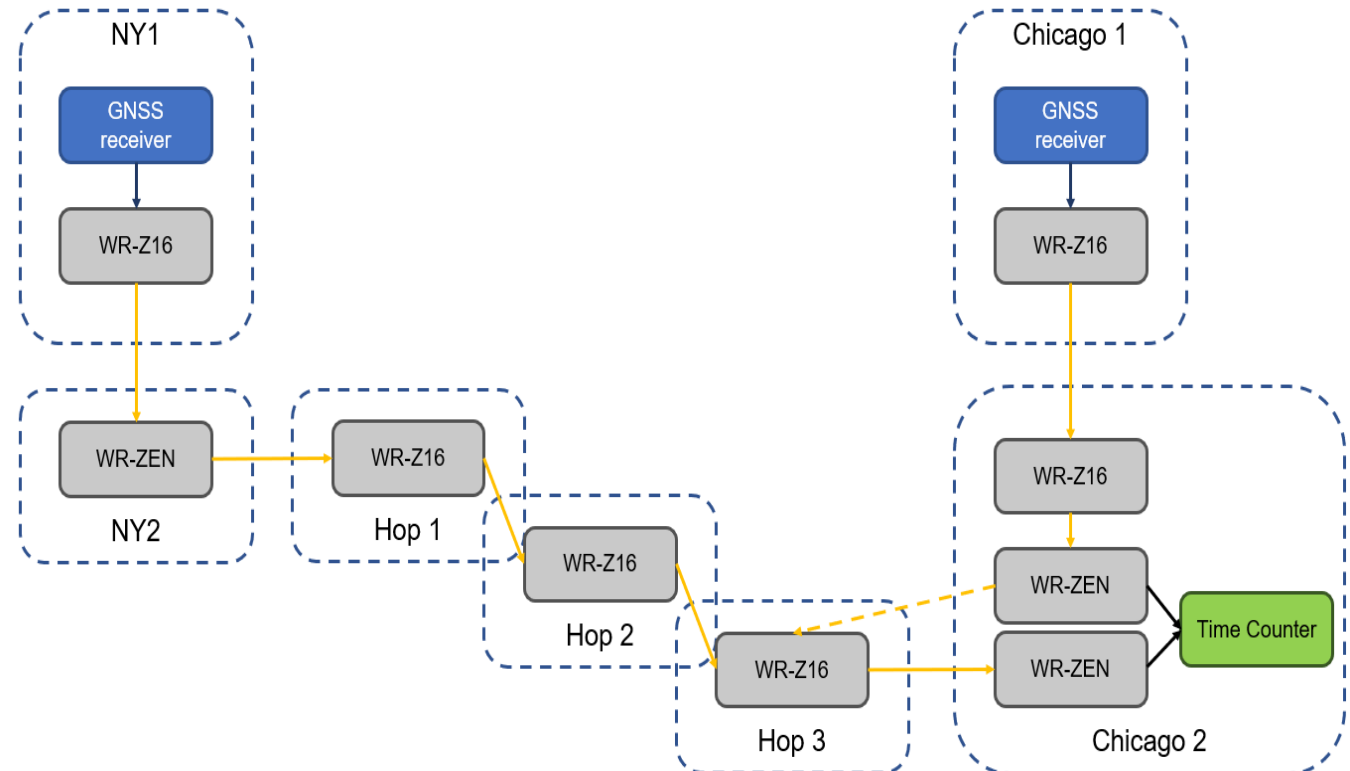 NY1
GNSS
receiver
WR-Z16
Chicago 1
GNSS
receiver
WR-Z16
WR-ZEN
NY2
WR-Z16
Hop 1
WR-Z16
Hop 2
WR-Z16
Hop 3
WR-Z16
WR-ZEN
WR-ZEN
Time Counter
Chicago 2